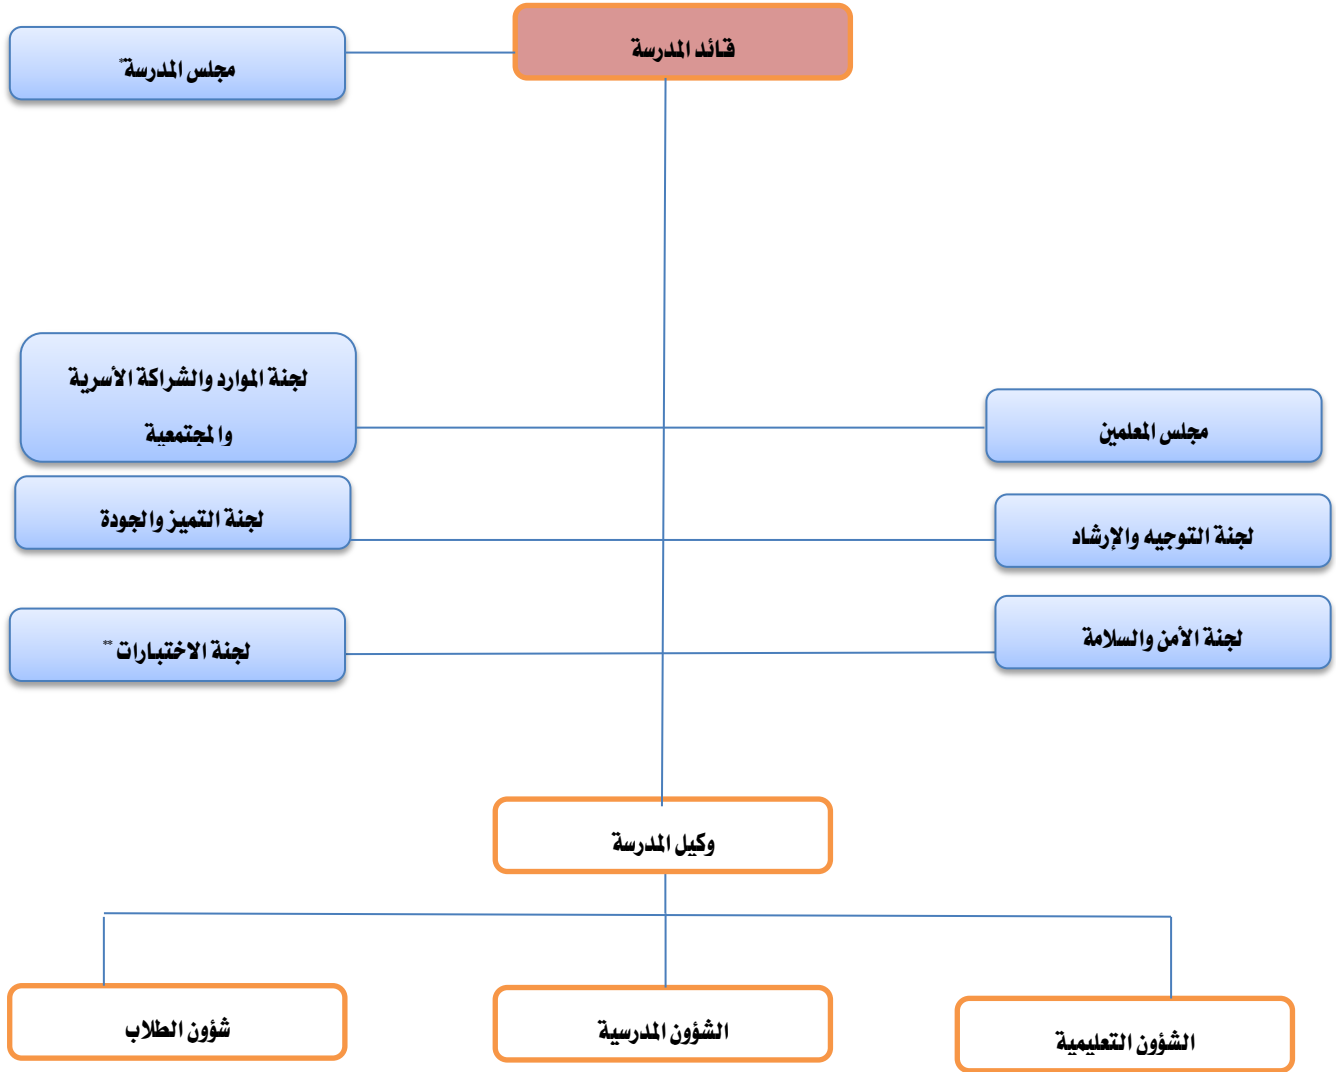 قائد المدرسة
مجلس المدرسة*
مجلس المعلمين
لجنة الموارد والشراكة الأسرية
والمجتمعية
لجنة التوجيه والإرشاد
لجنة التميز والجودة
لجنة الأمن والسلامة
لجنة الاختبارات **
وكيل المدرسة
الشؤون التعليمية
الشؤون المدرسية
شؤون الطلاب